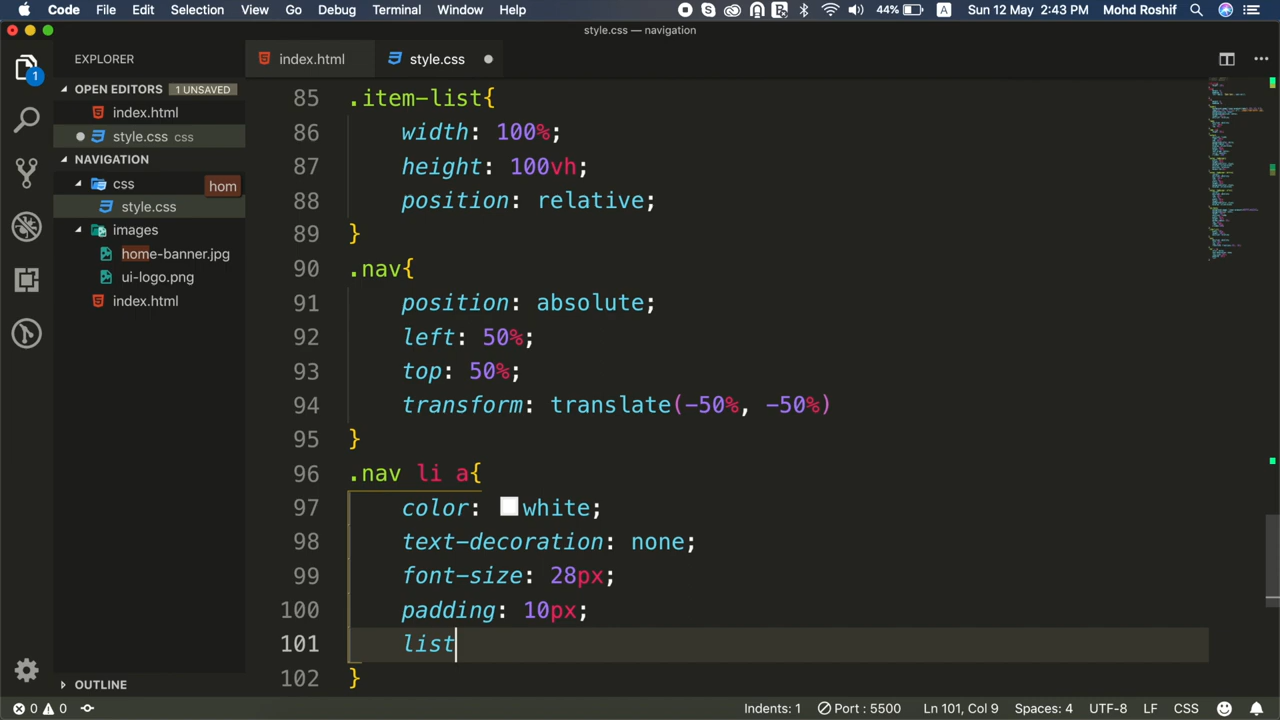 Code File Edit Selection View Go Debug Terminal Window Help 44% A Sun 12 May 2:43 PM Mohd Roshif
style.css — navigation
EXPLORER index.html style.css
OPEN EDITORS 1 UNSAVED
index.html
style.css css
NAVIGATION
css
hom
style.css
images
home-banner.jpg
ui-logo.png
index.html
OUTLINE
85 .item-list{
86 width: 100%;
87 height: 100vh;
88 position: relative;
89 }
90 .nav{
91 position: absolute;
92 left: 50%;
93 top: 50%;
94 transform: translate(-50%, -50%)
95 }
96 .nav li a{
97 color: white;
98 text-decoration: none;
99 font-size: 28px;
100 padding: 10px;
101 list
102 }
0 0 Indents: 1 Port : 5500 Ln 101, Col 9 Spaces: 4 UTF-8 LF CSS